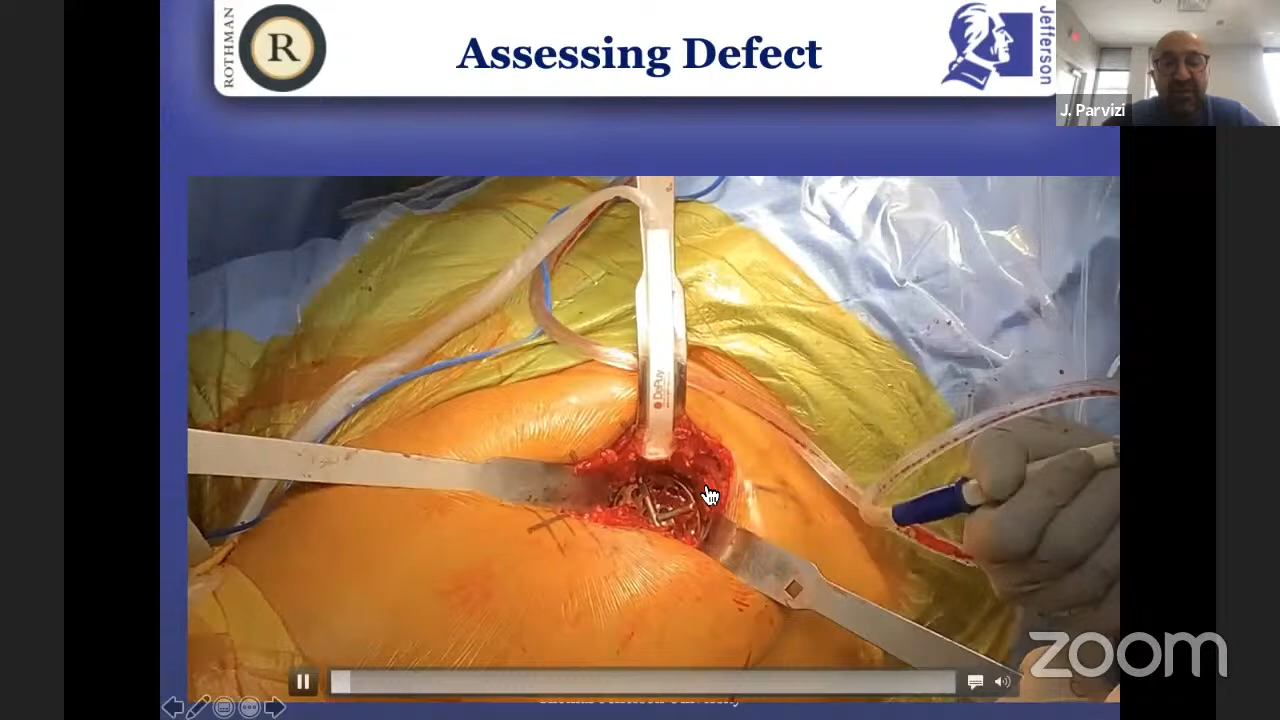 ROTHMAN
R
Assessing Defect
Jefferson
J. Parvizi
DePuy
zoom